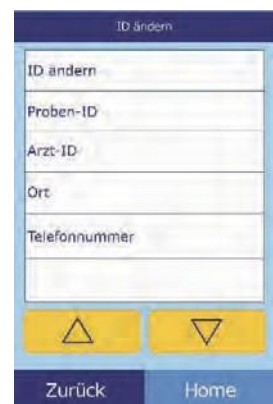 ID ändern
ID ändern
Proben-ID
Arzt-ID
Ort
Telefonnummer
Zurück Home